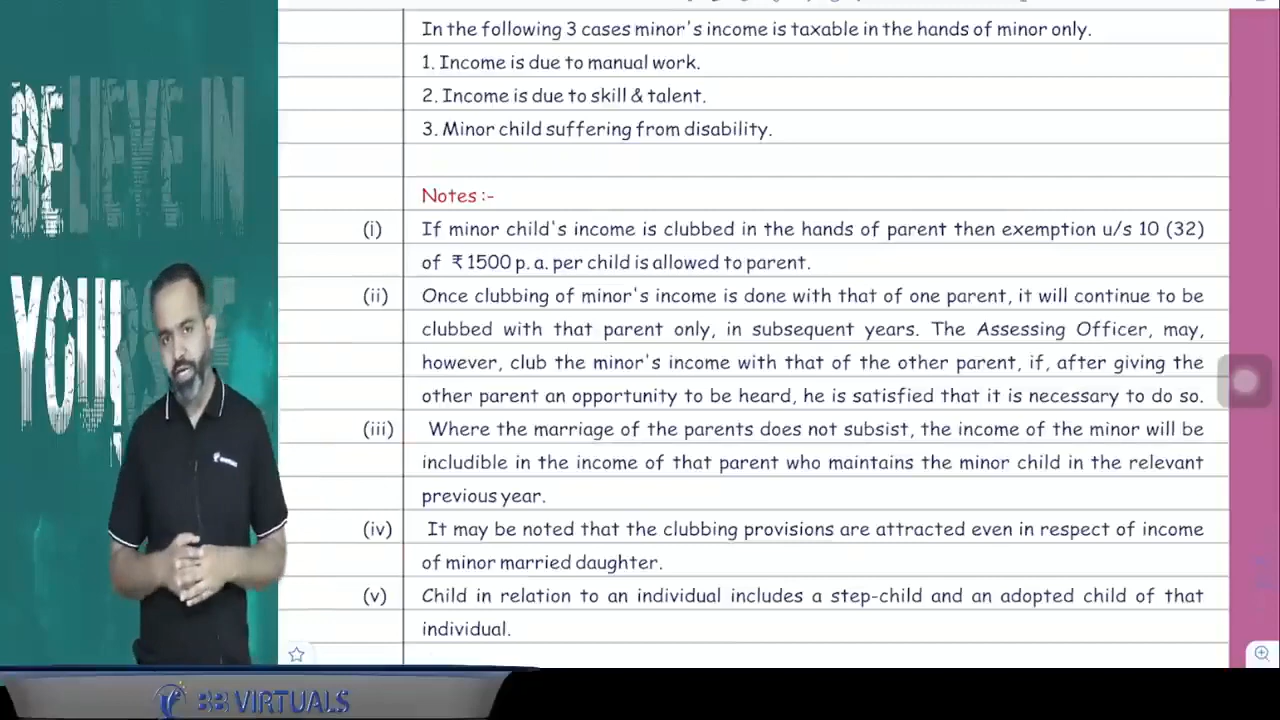 BELIEVE IN
In the following 3 cases minor's income is taxable in the hands of minor only.
1. Income is due to manual work.
2. Income is due to skill & talent.
3. Minor child suffering from disability.
Notes :-
(i) If minor child's income is clubbed in the hands of parent then exemption u/s 10 (32)
of ₹ 1500 p. a. per child is allowed to parent.
(ii) Once clubbing of minor's income is done with that of one parent, it will continue to be
clubbed with that parent only, in subsequent years. The Assessing Officer, may,
however, club the minor's income with that of the other parent, if, after giving the
other parent an opportunity to be heard, he is satisfied that it is necessary to do so.
(iii) Where the marriage of the parents does not subsist, the income of the minor will be
includible in the income of that parent who maintains the minor child in the relevant
previous year.
(iv) It may be noted that the clubbing provisions are attracted even in respect of income
of minor married daughter.
(v) Child in relation to an individual includes a step-child and an adopted child of that
individual.
BB VIRTUALS